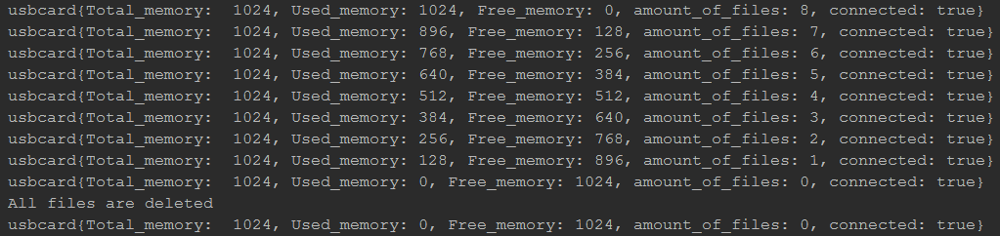 usbcard{Total_memory:  1024, Used_memory: 1024, Free_memory: 0, amount_of_files: 8, connected: true}
usbcard{Total_memory:  1024, Used_memory: 896, Free_memory: 128, amount_of_files: 7, connected: true}
usbcard{Total_memory:  1024, Used_memory: 768, Free_memory: 256, amount_of_files: 6, connected: true}
usbcard{Total_memory:  1024, Used_memory: 640, Free_memory: 384, amount_of_files: 5, connected: true}
usbcard{Total_memory:  1024, Used_memory: 512, Free_memory: 512, amount_of_files: 4, connected: true}
usbcard{Total_memory:  1024, Used_memory: 384, Free_memory: 640, amount_of_files: 3, connected: true}
usbcard{Total_memory:  1024, Used_memory: 256, Free_memory: 768, amount_of_files: 2, connected: true}
usbcard{Total_memory:  1024, Used_memory: 128, Free_memory: 896, amount_of_files: 1, connected: true}
usbcard{Total_memory:  1024, Used_memory: 0, Free_memory: 1024, amount_of_files: 0, connected: true}
All files are deleted
usbcard{Total_memory:  1024, Used_memory: 0, Free_memory: 1024, amount_of_files: 0, connected: true}